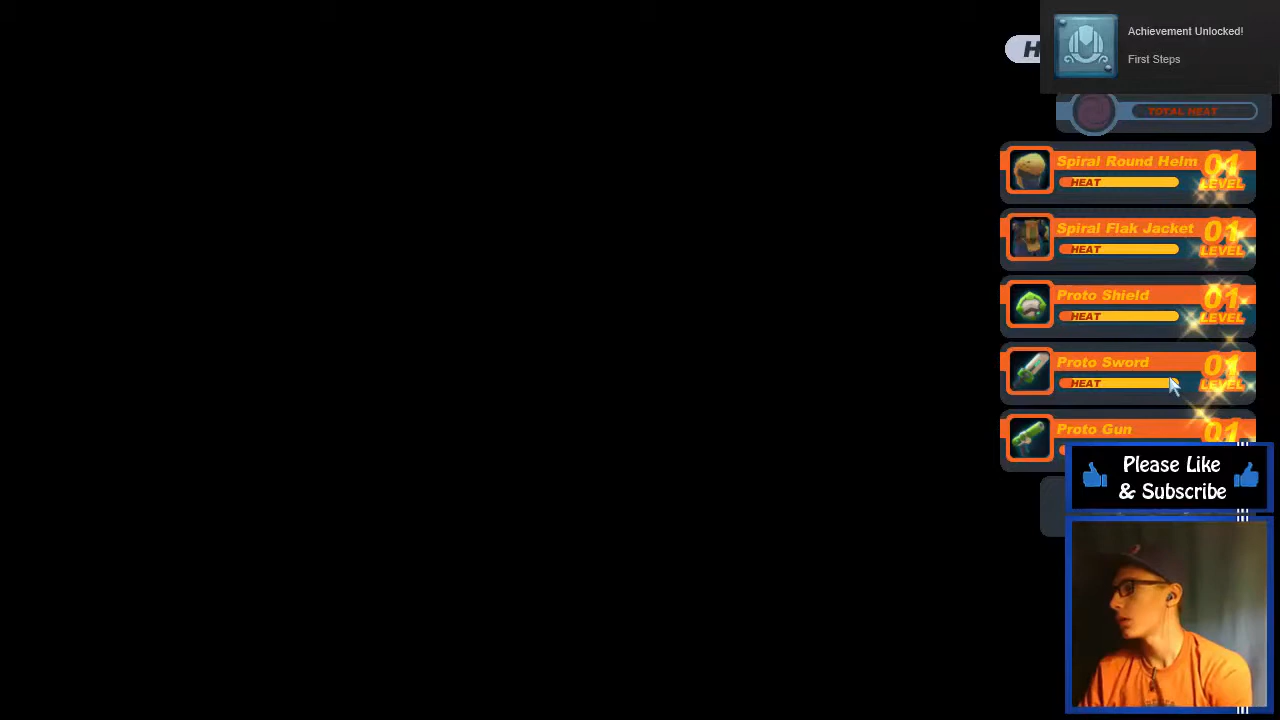 Achievement Unlocked!
First Steps
H
TOTAL HEAT
Spiral Round Helm
01
HEAT
LEVEL
Spiral Flak Jacket
01
HEAT
LEVEL
Proto Shield
01
HEAT
LEVEL
Proto Sword
01
HEAT
LEVEL
Proto Gun
01
Please Like
& Subscribe